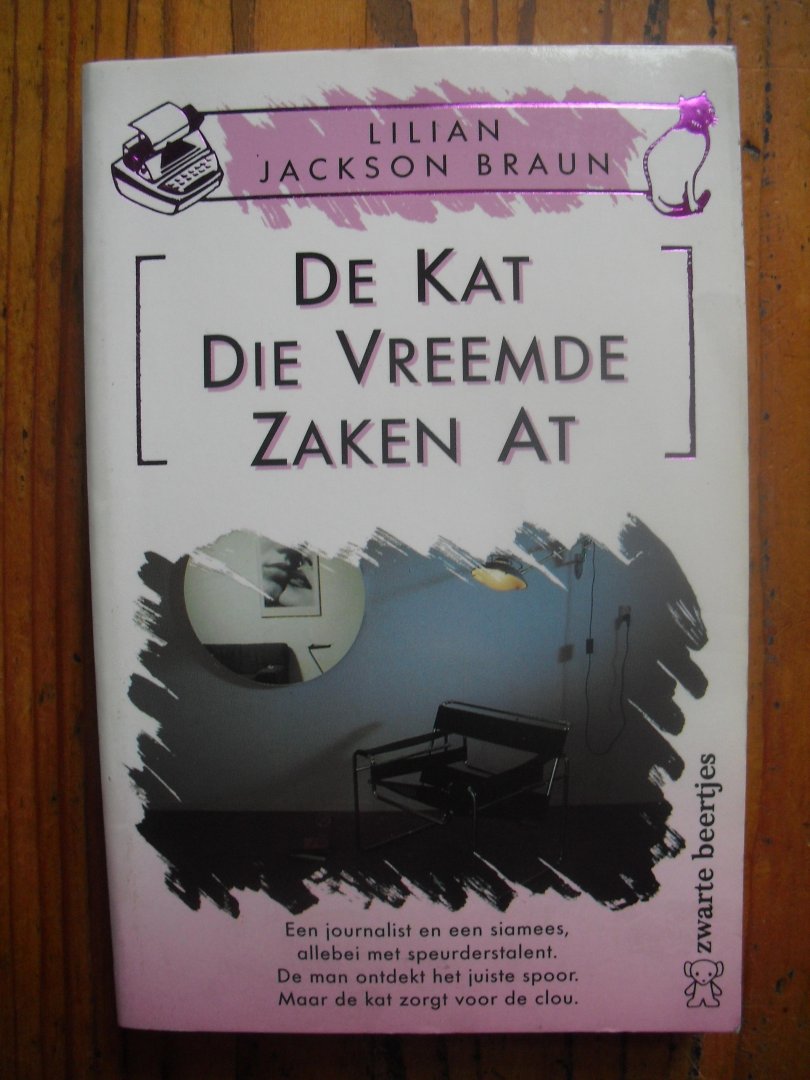 LILIAN
JACKSON BRAUN
DE KAT
DIE VREEMDE
ZAKEN AT
Een journalist en een siamees,
allebei met speurderstalent.
De man ontdekt het juiste spoor.
Maar de kat zorgt voor de clou.
zwarte beertjes